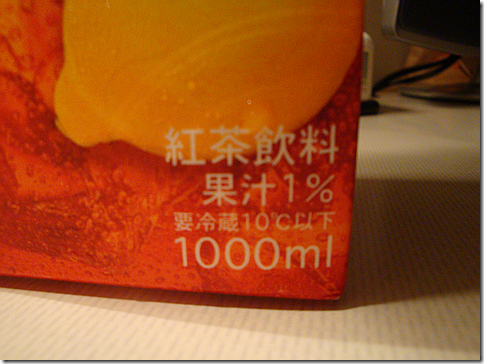 紅茶飲料
果汁1%
要冷蔵10℃以下
1000ml